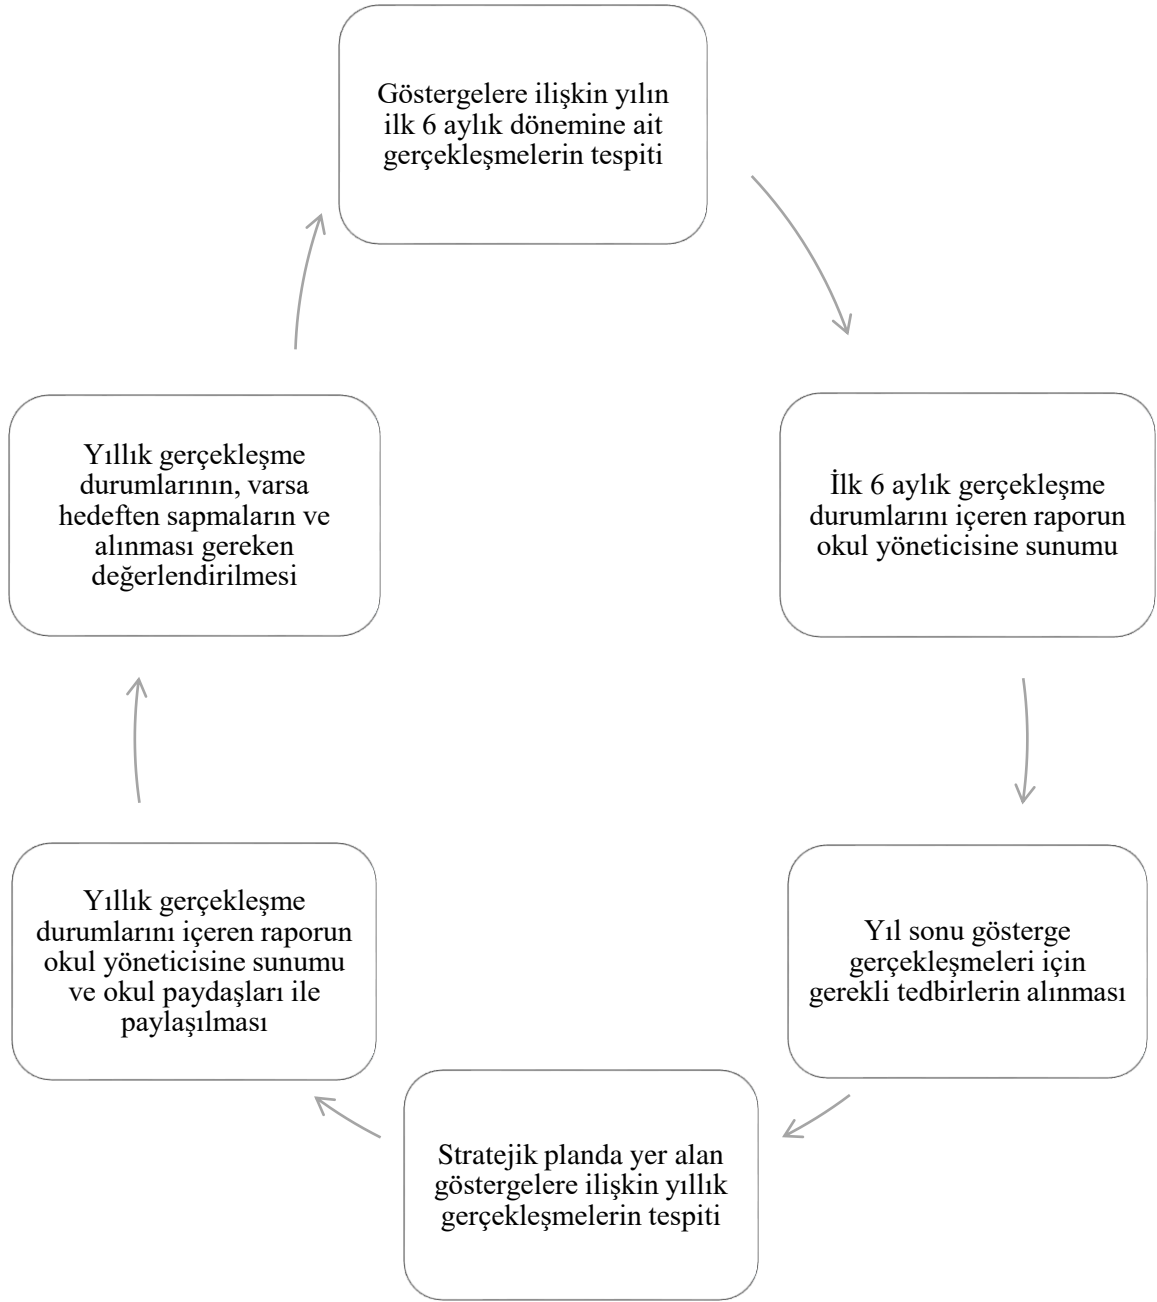 Göstergelere ilişkin yılın
ilk 6 aylık dönemine ait
gerçekleşmelerin tespiti
İlk 6 aylık gerçekleşme
durumlarını içeren raporun
okul yöneticisine sunumu
Yıl sonu gösterge
gerçekleşmeleri için
gerekli tedbirlerin alınması
Stratejik planda yer alan
göstergelere ilişkin yıllık
gerçekleşmelerin tespiti
Yıllık gerçekleşme
durumlarını içeren raporun
okul yöneticisine sunumu
ve okul paydaşları ile
paylaşılması
Yıllık gerçekleşme
durumlarının, varsa
hedeften sapmaların ve
alınması gereken
değerlendirilmesi